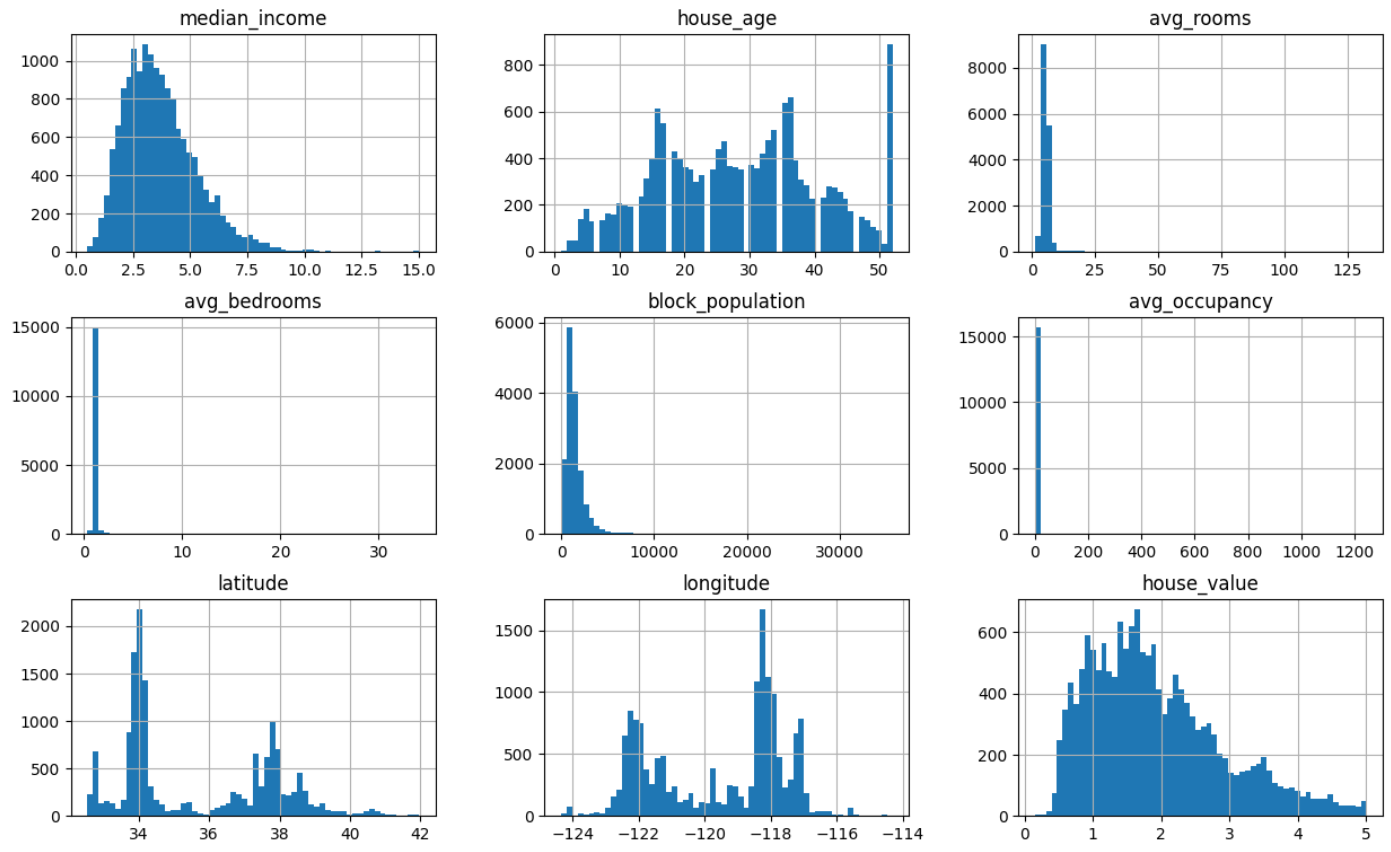 median_income
house_age
avg_rooms
1000
800
600
400
200
0
0.0 2.5 5.0 7.5 10.0 12.5 15.0
800
600
400
200
0
0 10 20 30 40 50
8000
6000
4000
2000
0
0 25 50 75 100 125
avg_bedrooms
block_population
avg_occupancy
15000
10000
5000
0
0 10 20 30
6000
4000
2000
0
0 10000 20000 30000
15000
10000
5000
0
0 200 400 600 800 1000 1200
latitude
longitude
house_value
2000
1500
1000
500
0
34 36 38 40 42
1500
1000
500
0
−124 −122 −120 −118 −116 −114
600
400
200
0
0 1 2 3 4 5